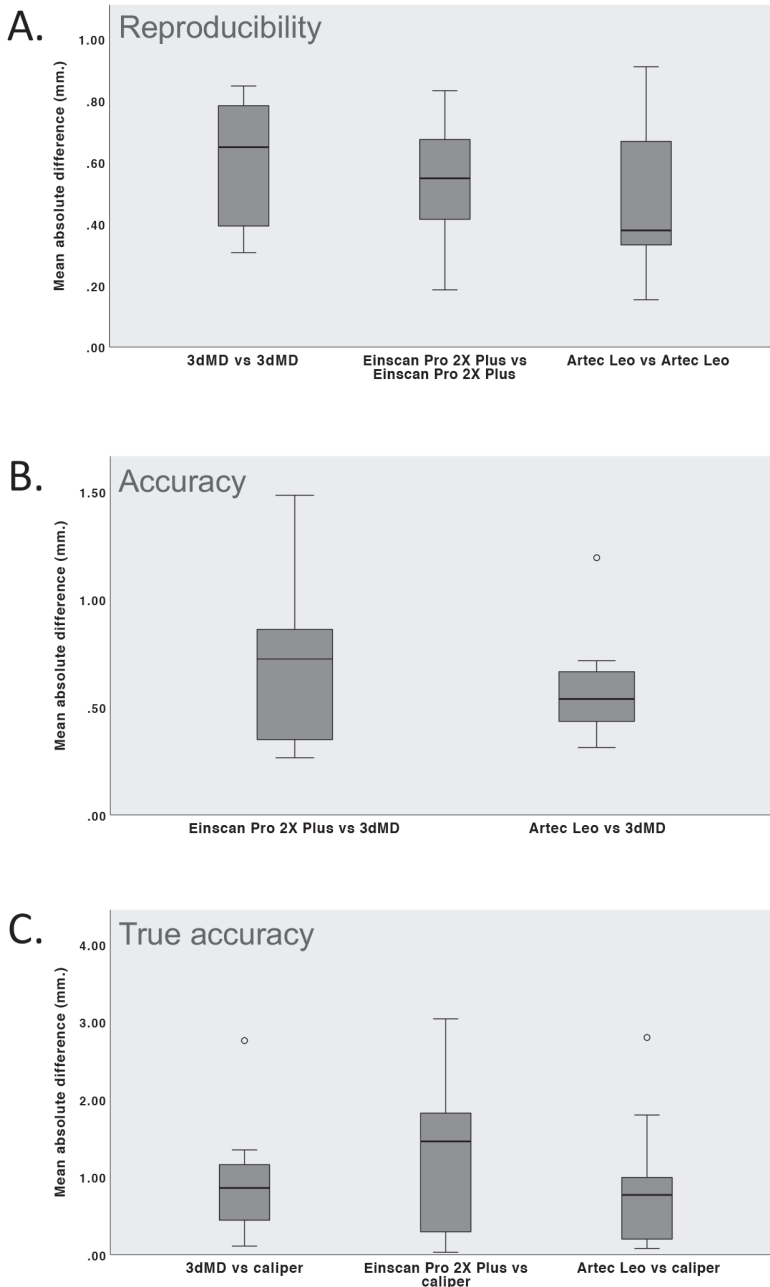 A.
Reproducibility
Mean absolute difference (mm.)
1.00
.80
.60
.40
.20
.00
3dMD vs 3dMD
Einscan Pro 2X Plus vs
Einscan Pro 2X Plus
Artec Leo vs Artec Leo
B.
Accuracy
Mean absolute difference (mm.)
1.50
1.00
.50
.00
Einscan Pro 2X Plus vs 3dMD
Artec Leo vs 3dMD
C.
True accuracy
Mean absolute difference (mm.)
4.00
3.00
2.00
1.00
.00
3dMD vs caliper
Einscan Pro 2X Plus vs
caliper
Artec Leo vs caliper